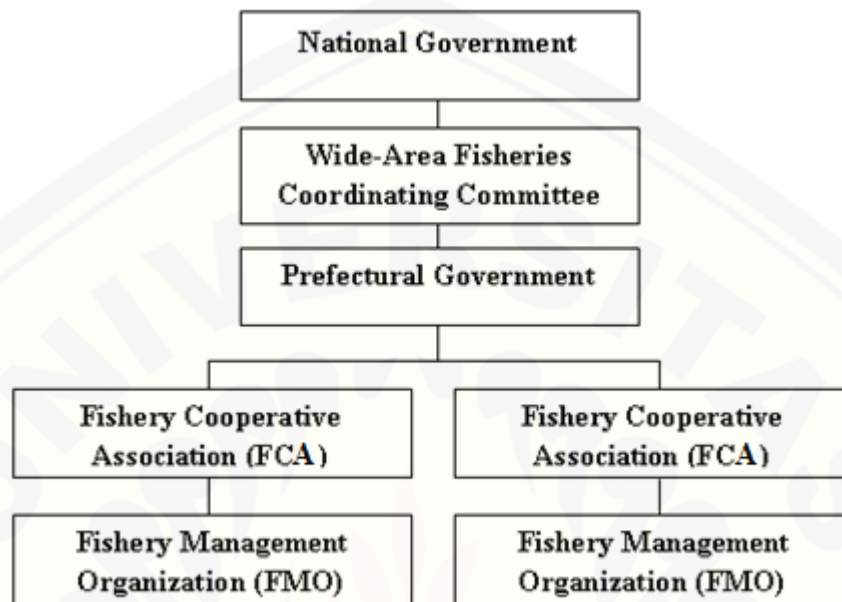 National Government
Wide-Area Fisheries
Coordinating Committee
Prefectural Government
Fishery Cooperative
Association (FCA)
Fishery Cooperative
Association (FCA)
Fishery Management
Organization (FMO)
Fishery Management
Organization (FMO)
UNIVERSITAS